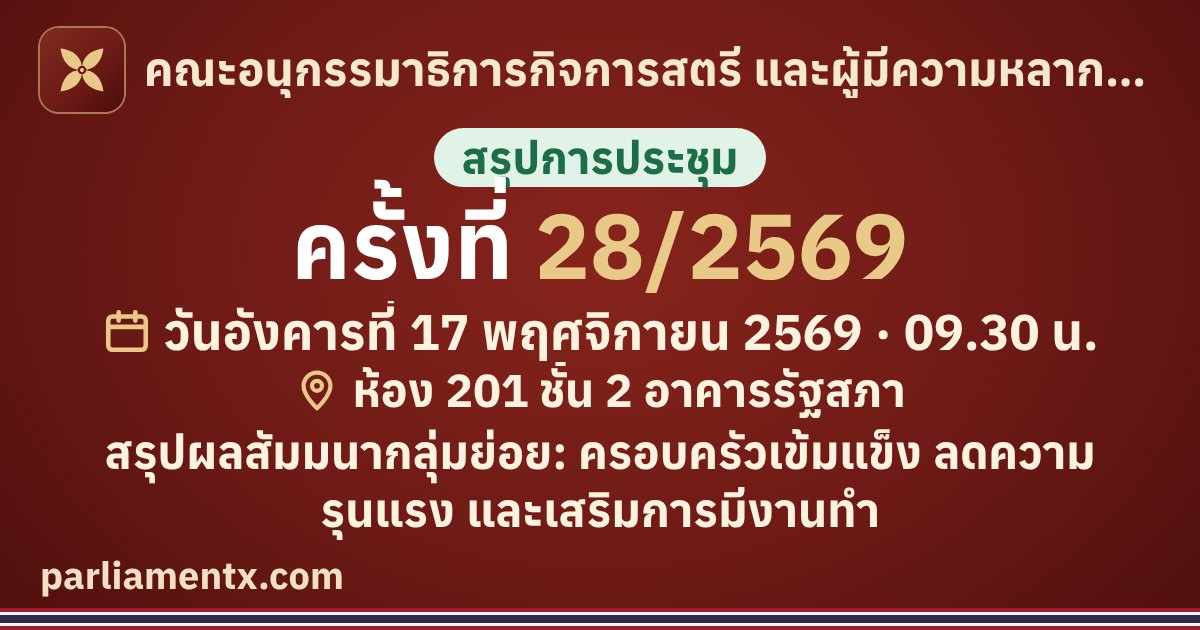 คณะอนุกรรมาธิการกิจการสตรี และผู้มีความหลาก...
สรุปการประชุม
ครั้งที่ 28/2569
วันอังคารที่ 17 พฤศจิกายน 2569 · 09.30 น.
ห้อง 201 ชั้น 2 อาคารรัฐสภา
สรุปผลสัมมนากลุ่มย่อย: ครอบครัวเข้มแข็ง ลดความ
รุนแรง และเสริมการมีงานทำ
parliamentx.com